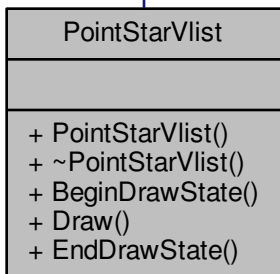 PointStarVlist
+ PointStarVlist()
+ ~PointStarVlist()
+ BeginDrawState()
+ Draw()
+ EndDrawState()